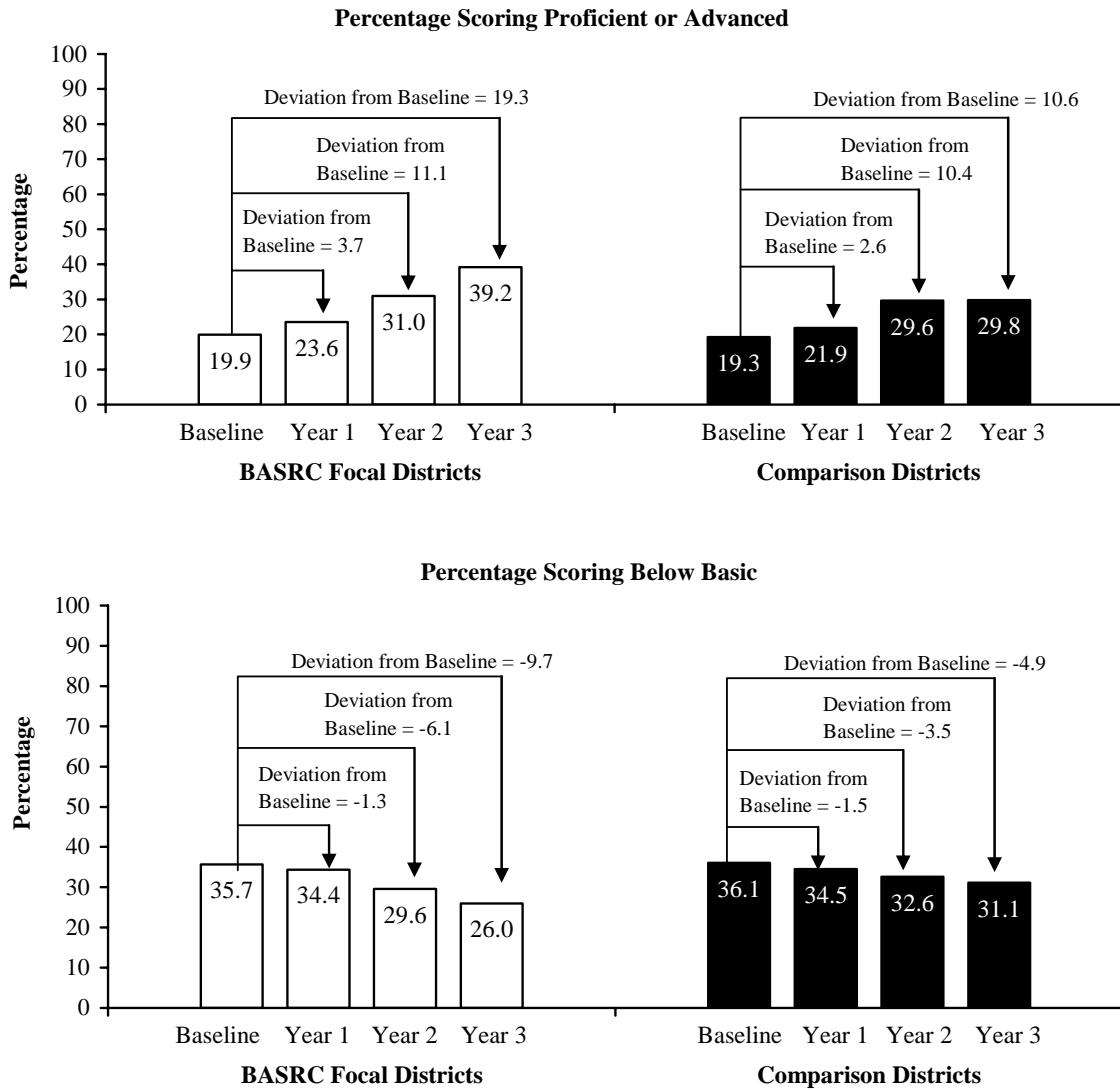 Percentage Scoring Proficient or Advanced
100
90
80
70
60
50
40
30
20
10
0
Percentage
Deviation from Baseline = 19.3
Deviation from
Baseline = 11.1
Deviation from
Baseline = 3.7
19.9
23.6
31.0
39.2
Deviation from Baseline = 10.6
Deviation from
Baseline = 10.4
Deviation from
Baseline = 2.6
19.3
21.9
29.6
29.8
Baseline Year 1 Year 2 Year 3
BASRC Focal Districts
Baseline Year 1 Year 2 Year 3
Comparison Districts
Percentage Scoring Below Basic
100
90
80
70
60
50
40
30
20
10
0
Percentage
Deviation from Baseline = -9.7
Deviation from
Baseline = -6.1
Deviation from
Baseline = -1.3
35.7
34.4
29.6
26.0
Deviation from Baseline = -4.9
Deviation from
Baseline = -3.5
Deviation from
Baseline = -1.5
36.1
34.5
32.6
31.1
Baseline Year 1 Year 2 Year 3
BASRC Focal Districts
Baseline Year 1 Year 2 Year 3
Comparison Districts